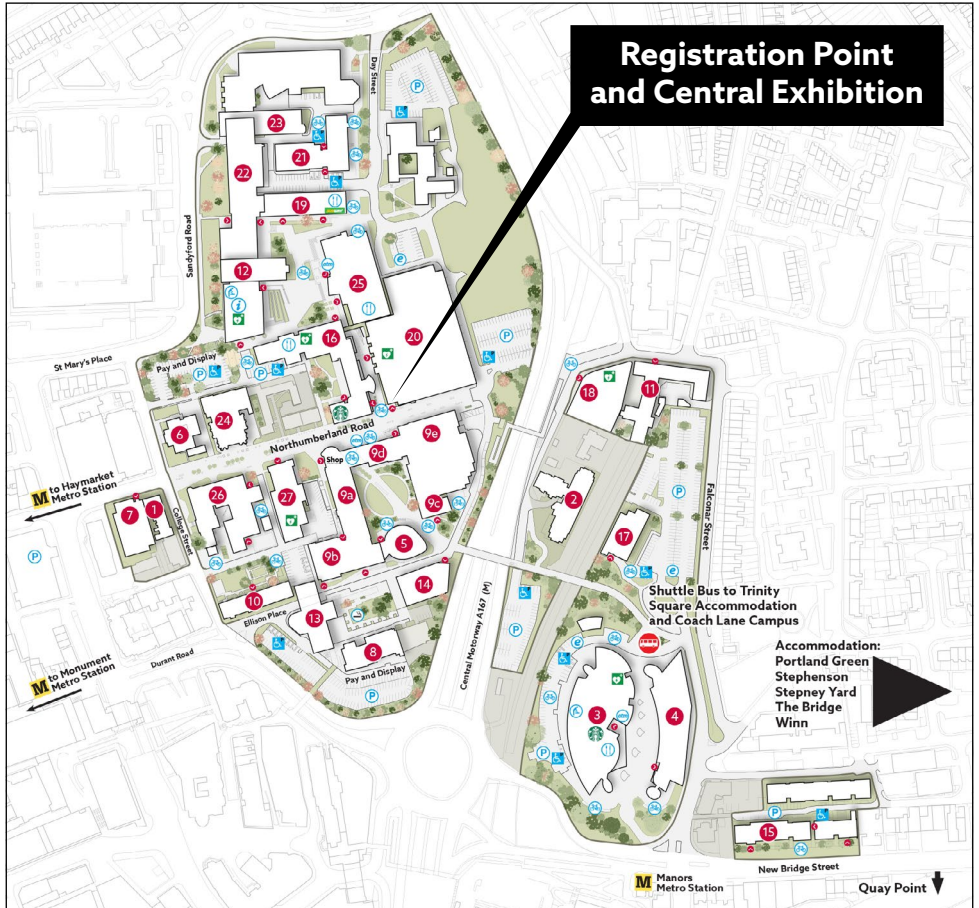 Registration Point
and Central Exhibition
Day Street
P
23
21
22
19
Sandyford Road
12
25
e
i
20
16
P
St Mary's Place
Pay and Display
P
P
18
11
6
24
Northumberland Road
9e
Shop
9d
M to Haymarket
Metro Station
26
27
9a
9c
2
P
Falconar Street
7
1
College Street
17
P
9b
5
e
10
14
Shuttle Bus to Trinity
Square Accommodation
and Coach Lane Campus
Ellison Place
13
P
Central Motorway A167 (M)
8
e
Accommodation:
Portland Green
Stephenson
Stepney Yard
The Bridge
Winn
Durant Road
M to Monument
Metro Station
Pay and Display
P
3
4
P
P
15
New Bridge Street
M Manors
Metro Station
Quay Point